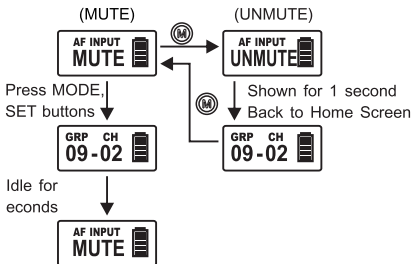 (MUTE) (UNMUTE)
AF INPUT
MUTE
M
AF INPUT
UNMUTE
Press MODE,
SET buttons
M
Shown for 1 second
Back to Home Screen
GRP CH
09-02
GRP CH
09-02
Idle for
econds
AF INPUT
MUTE